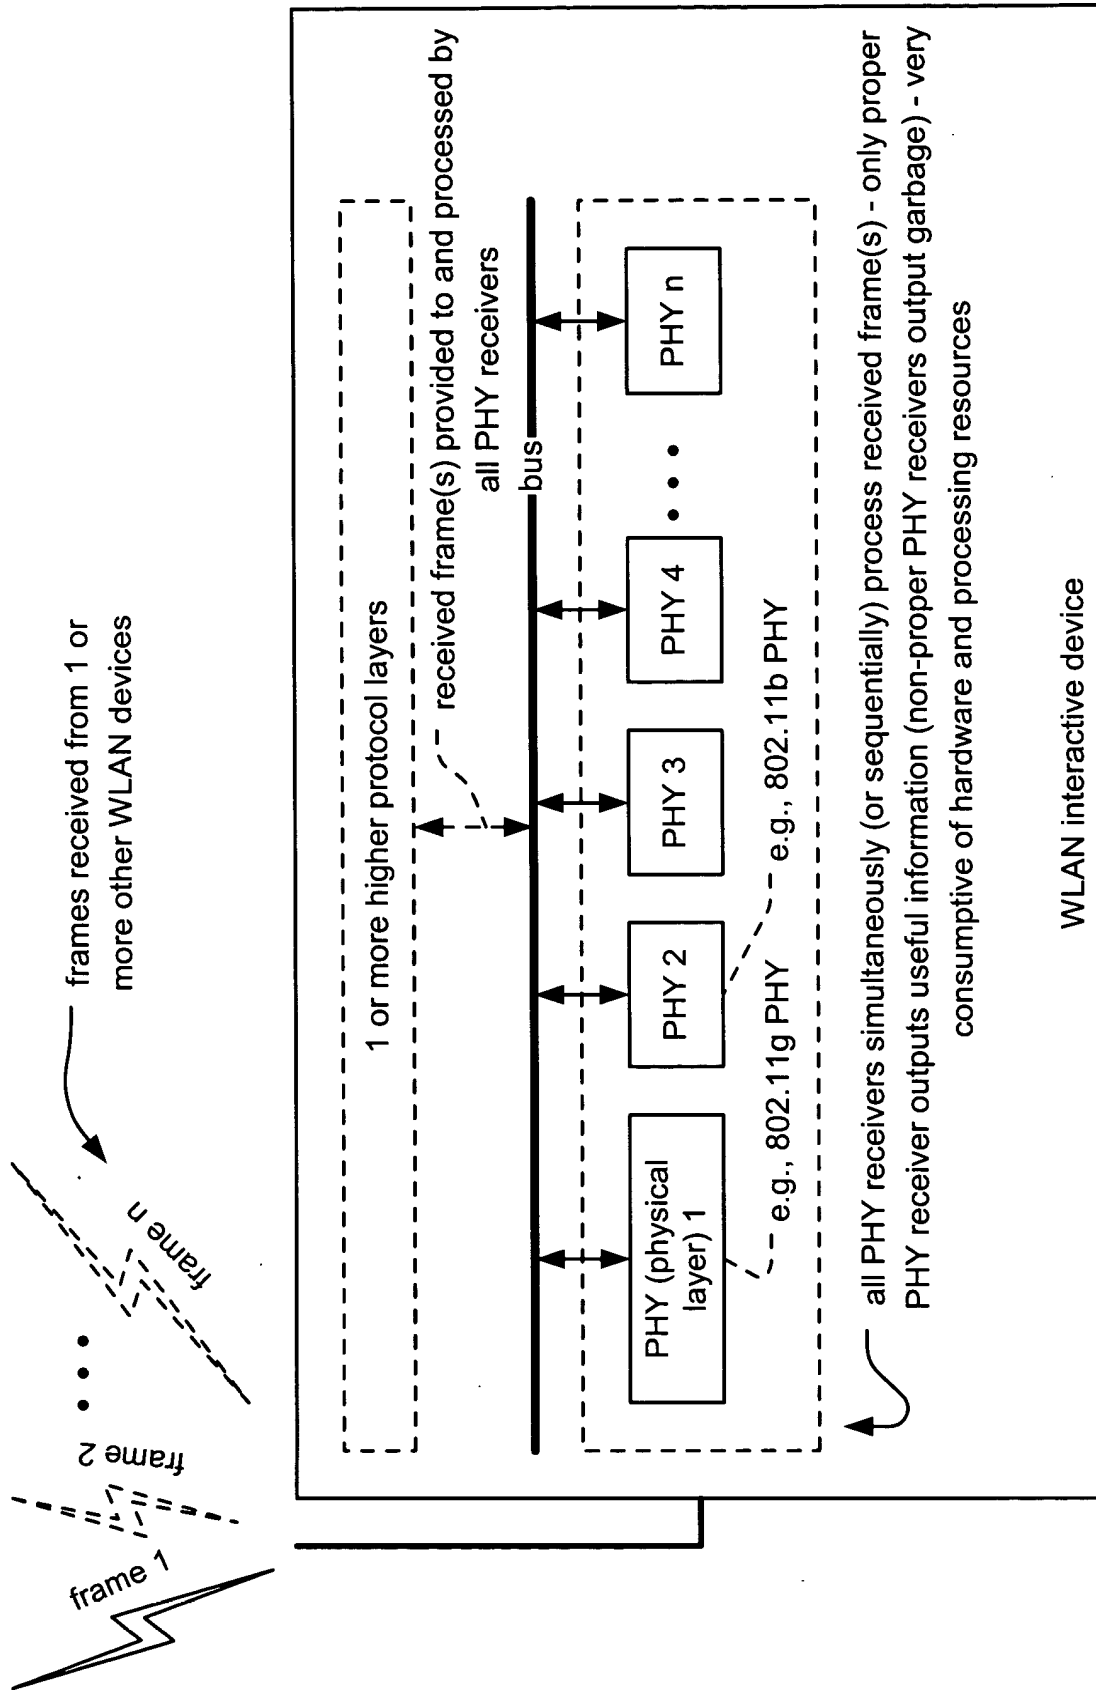 frame 1
frame 2
frame n
frames received from 1 or
more other WLAN devices
1 or more higher protocol layers
received frame(s) provided to and processed by
all PHY receivers
bus
PHY (physical
layer) 1
PHY 2
PHY 3
PHY 4
PHY n
e.g., 802.11g PHY
e.g., 802.11b PHY
all PHY receivers simultaneously (or sequentially) process received frame(s) - only proper
PHY receiver outputs useful information (non-proper PHY receivers output garbage) - very
consumptive of hardware and processing resources
WLAN interactive device